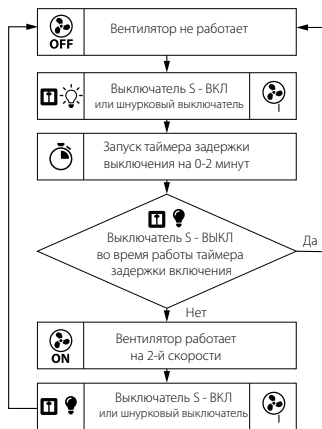 OFF
Вентилятор не работает
Выключатель S - ВКЛ
или шнурковый выключатель
Запуск таймера задержки
выключения на 0-2 минут
Выключатель S - ВЫКЛ
во время работы таймера
задержки включения
Да
Нет
ON
Вентилятор работает
на 2-й скорости
Выключатель S - ВКЛ
или шнурковый выключатель